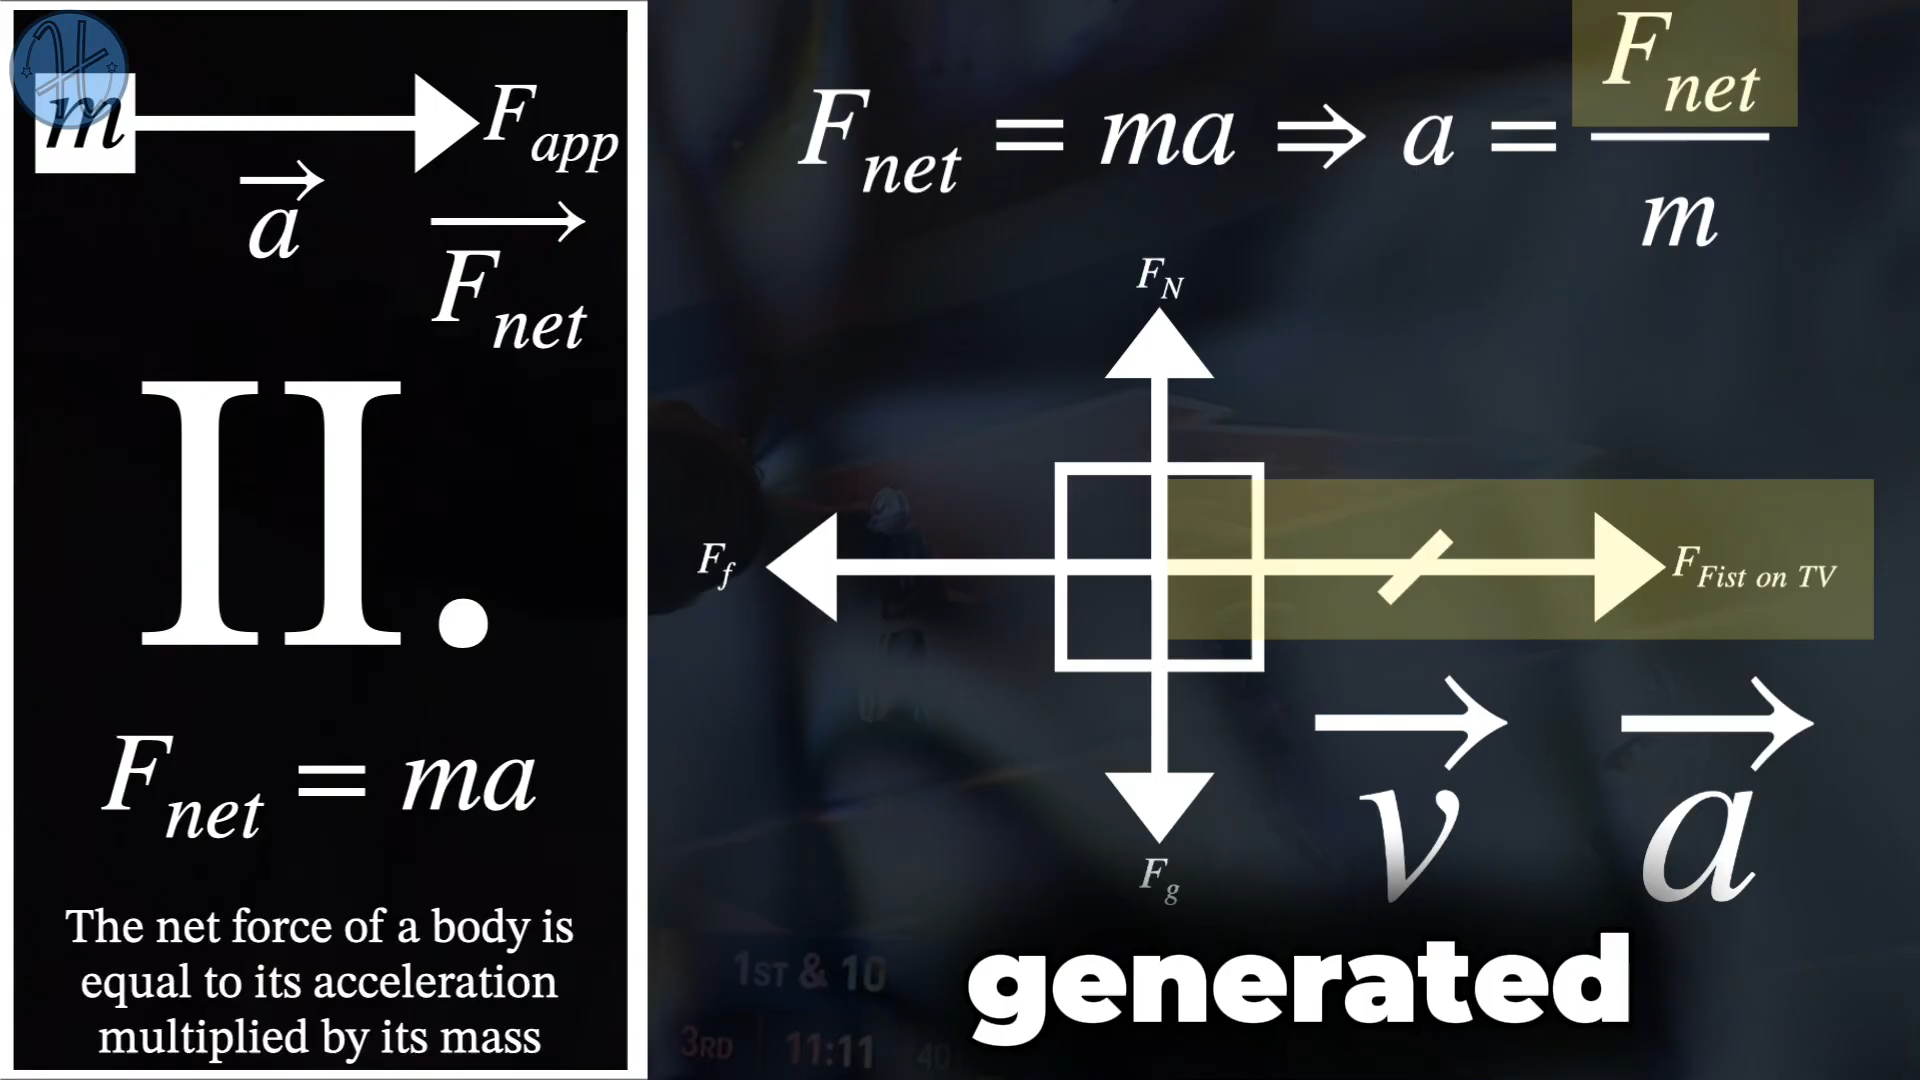 m
F_app
a
F_net
II.
F_net = ma
The net force of a body is
equal to its acceleration
multiplied by its mass
F_net = ma ⇒ a = F_net / m
F_N
F_f
F_Fist on TV
F_g
v a
1ST & 10
3RD 11:11 40
generated